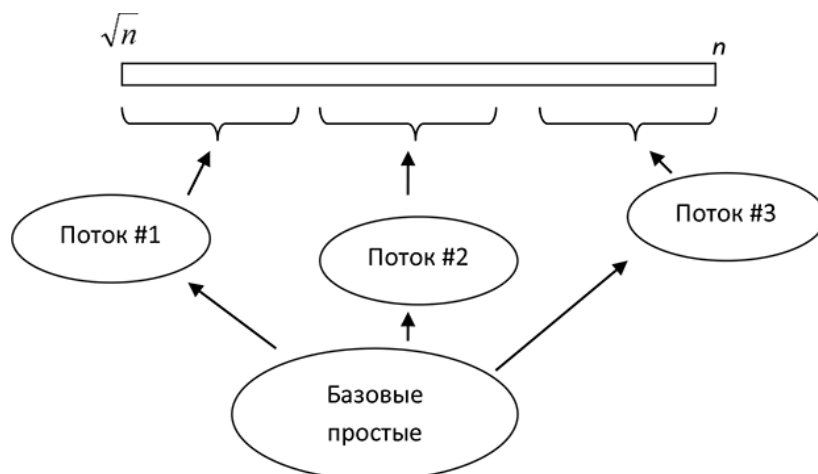 √n
n
Поток #1
Поток #2
Поток #3
Базовые
простые